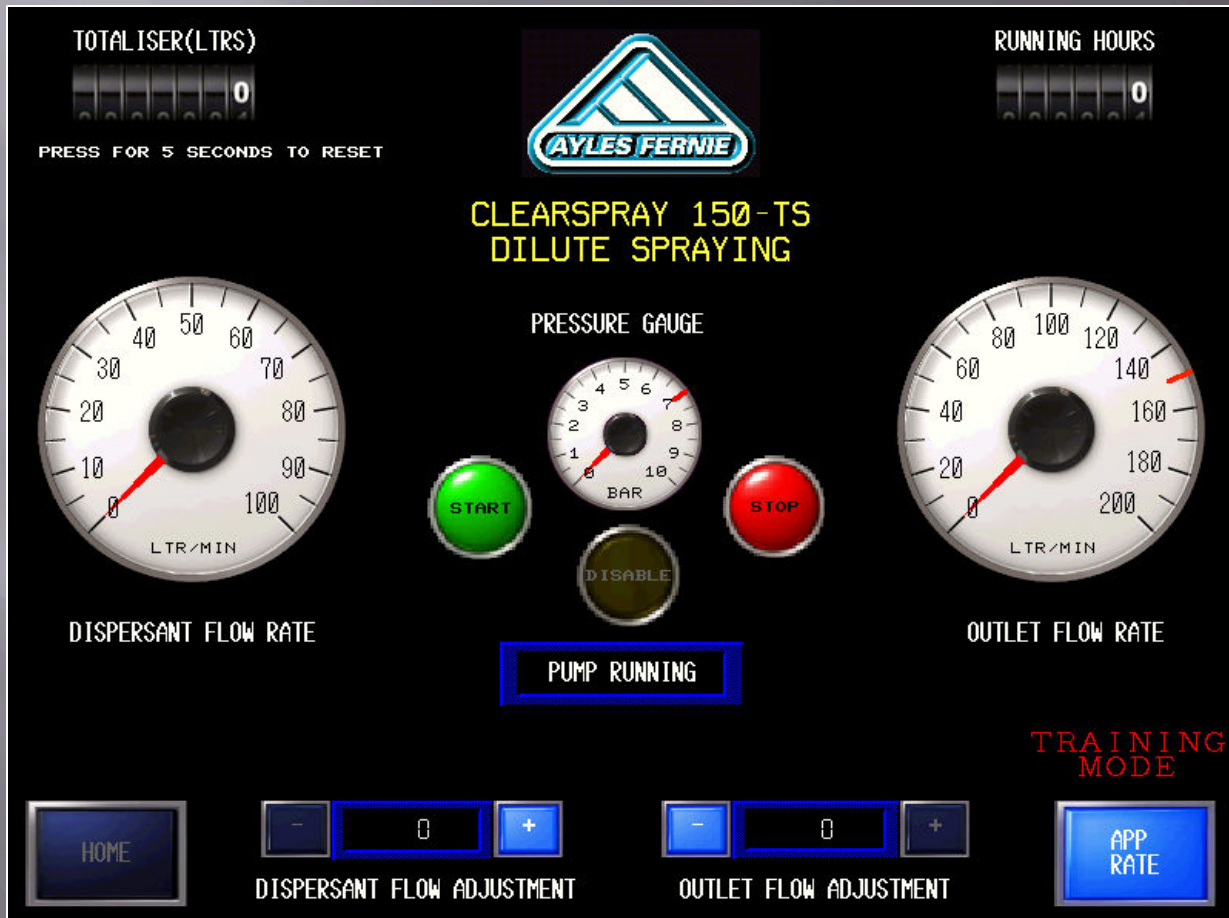 TOTALISER(LTRS)
0
PRESS FOR 5 SECONDS TO RESET
AYLES FERNIE
RUNNING HOURS
0
CLEARSPRAY 150-TS
DILUTE SPRAYING
0
10
20
30
40
50
60
70
80
90
100
LTR/MIN
DISPERSANT FLOW RATE
PRESSURE GAUGE
0
1
2
3
4
5
6
7
8
9
10
BAR
START
STOP
DISABLE
PUMP RUNNING
0
20
40
60
80
100
120
140
160
180
200
LTR/MIN
OUTLET FLOW RATE
TRAINING
MODE
HOME
- 0 +
DISPERSANT FLOW ADJUSTMENT
- 0 +
OUTLET FLOW ADJUSTMENT
APP
RATE